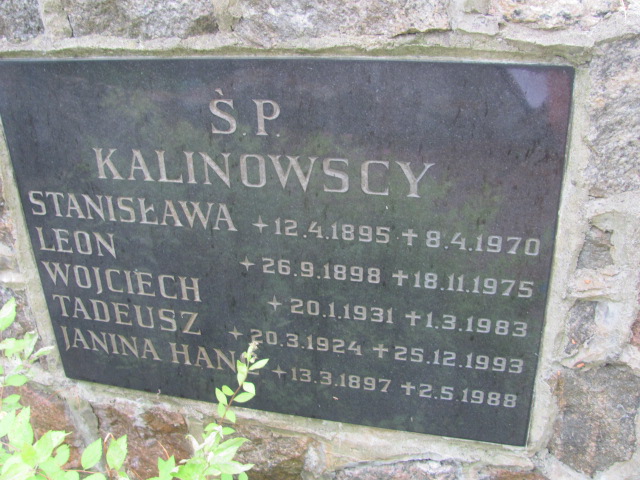 Ś.P.
KALINOWSCY
STANISŁAWA +12.4.1895 +8.4.1970
LEON +26.9.1898 +18.11.1975
WOJCIECH +20.1.1931 +1.3.1983
TADEUSZ +20.3.1924 +25.12.1993
JANINA +13.3.1897 +2.5.1988